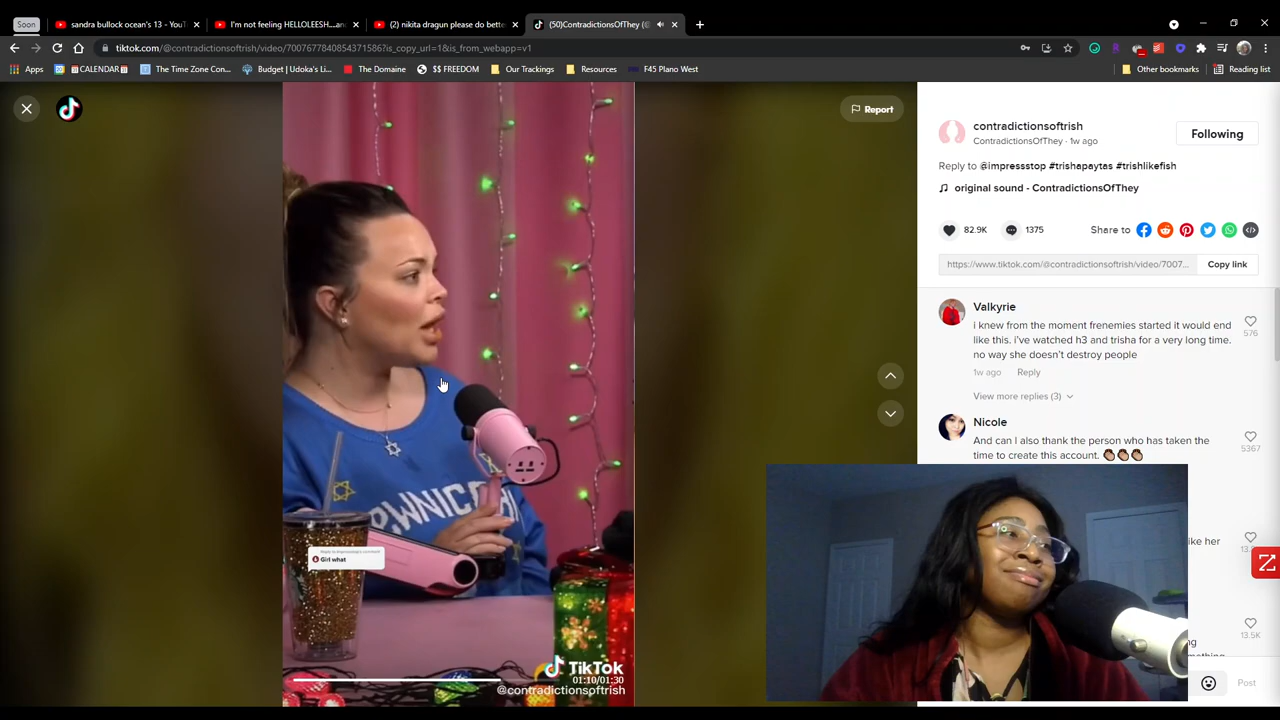 Soon
sandra bullock ocean's 13 - YouT
I'm not feeling HELLOLEESH...and
(2) nikita dragun please do better
(50)ContradictionsOfThey (@
tiktok.com/@contradictionsoftrish/video/7007677840854371586?is_copy_url=1&is_from_webapp=v1
Apps
CALENDAR
The Time Zone Con...
Budget | Udoka's Li...
The Domaine
$$ FREEDOM
Our Trackings
Resources
F45 Plano West
Other bookmarks
Reading list
Report
contradictionsoftrish
ContradictionsOfThey · 1w ago
Following
Reply to @impressstop #trishapaytas #trishlikefish
original sound - ContradictionsOfThey
82.9K
1375
Share to
https://www.tiktok.com/@contradictionsoftrish/video/7007...
Copy link
Valkyrie
i knew from the moment frenemies started it would end
like this. i've watched h3 and trisha for a very long time.
no way she doesn't destroy people
576
1w ago
Reply
View more replies (3)
Nicole
And can I also thank the person who has taken the
time to create this account.
5367
ike her
13.5K
ng
Girl what
TikTok
01:10/01:30
@contradictionsoftrish
Post